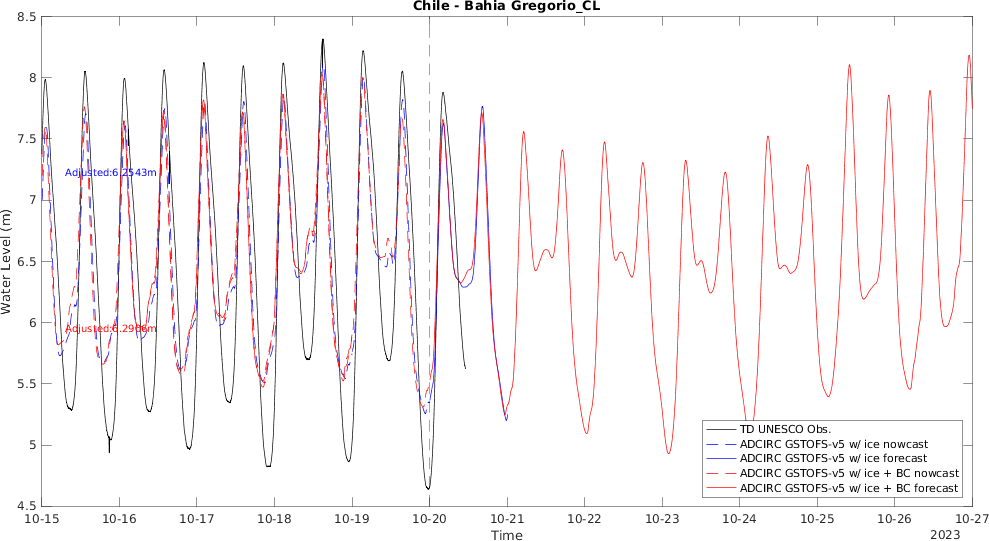 Chile - Bahia Gregorio_CL
8.5
8
7.5
7
6.5
6
5.5
5
4.5
Water Level (m)
Adjusted:6.2543m
Adjusted:6.2906m
TD UNESCO Obs.
ADCIRC GSTOFS-v5 w/ ice nowcast
ADCIRC GSTOFS-v5 w/ ice forecast
ADCIRC GSTOFS-v5 w/ ice + BC nowcast
ADCIRC GSTOFS-v5 w/ ice + BC forecast
10-15 10-16 10-17 10-18 10-19 10-20 10-21 10-22 10-23 10-24 10-25 10-26 10-27
Time
2023